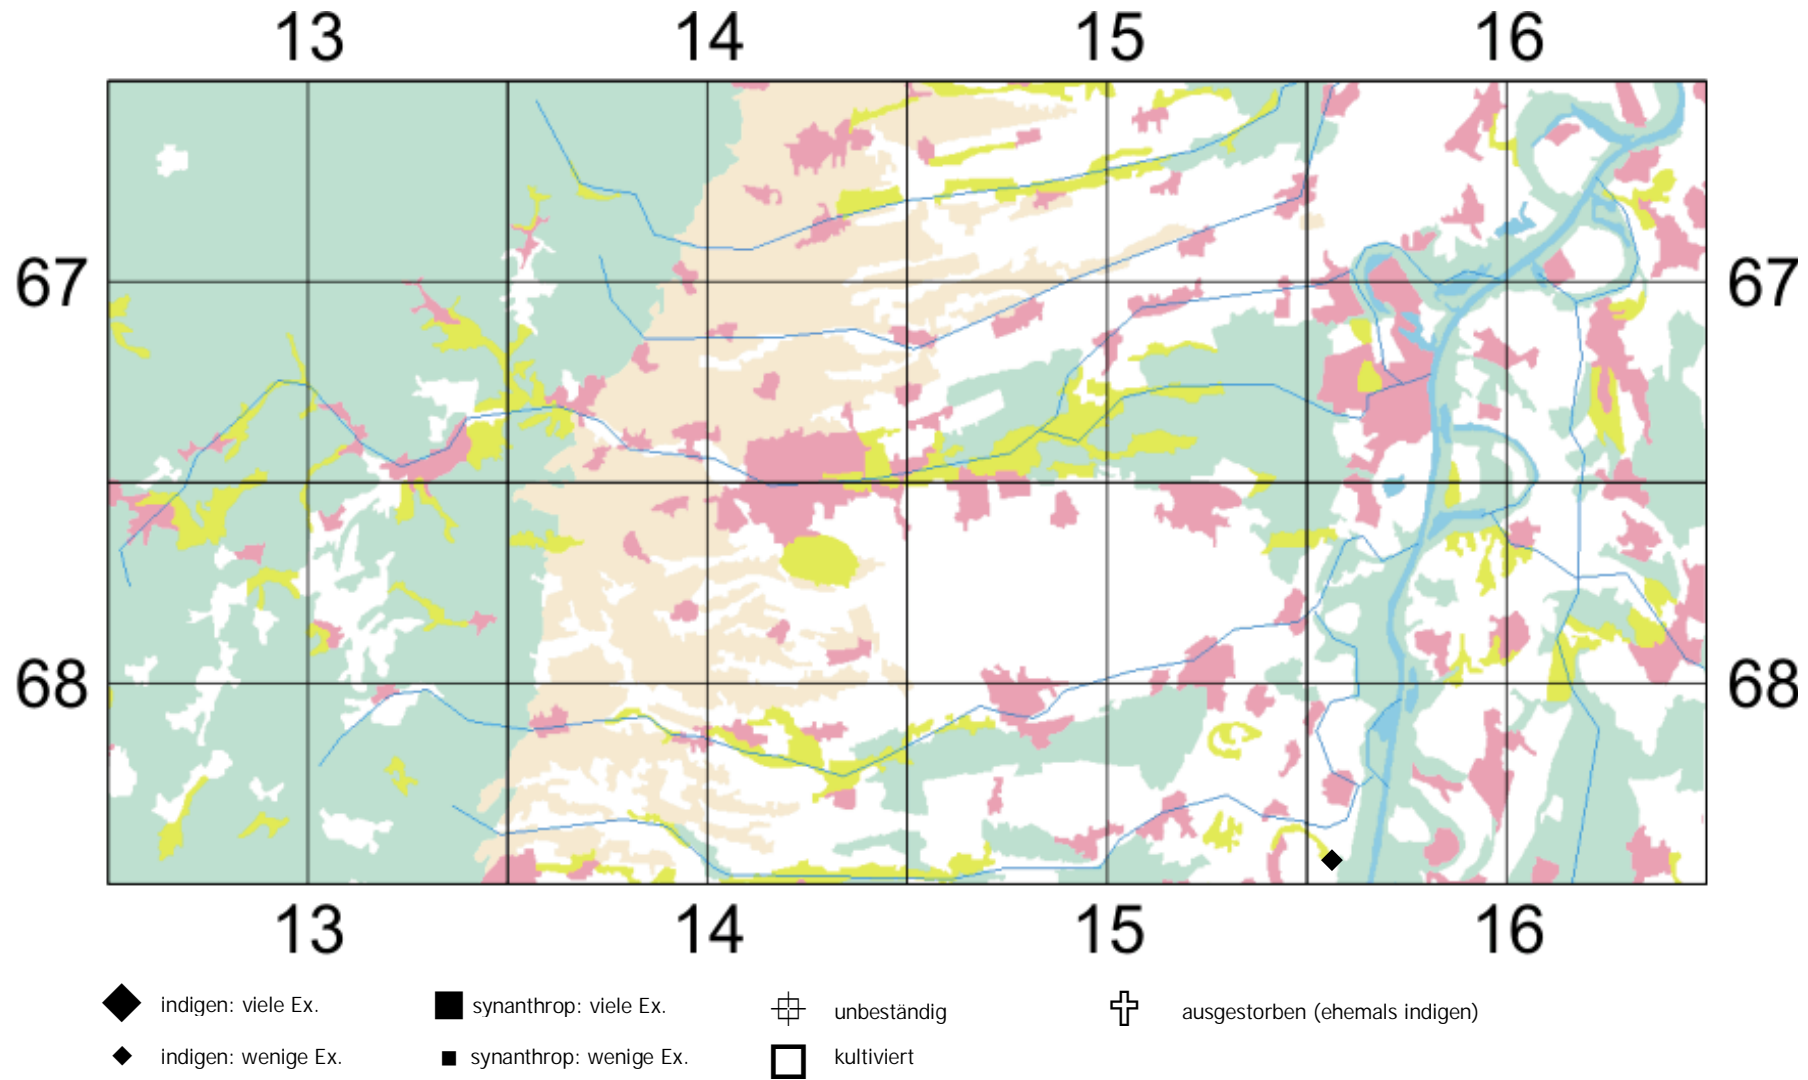 13 14 15 16
67 67
68 68
13 14 15 16
indigen: viele Ex. synanthrop: viele Ex. unbeständig ausgestorben (ehemals indigen)
indigen: wenige Ex. synanthrop: wenige Ex. kultiviert